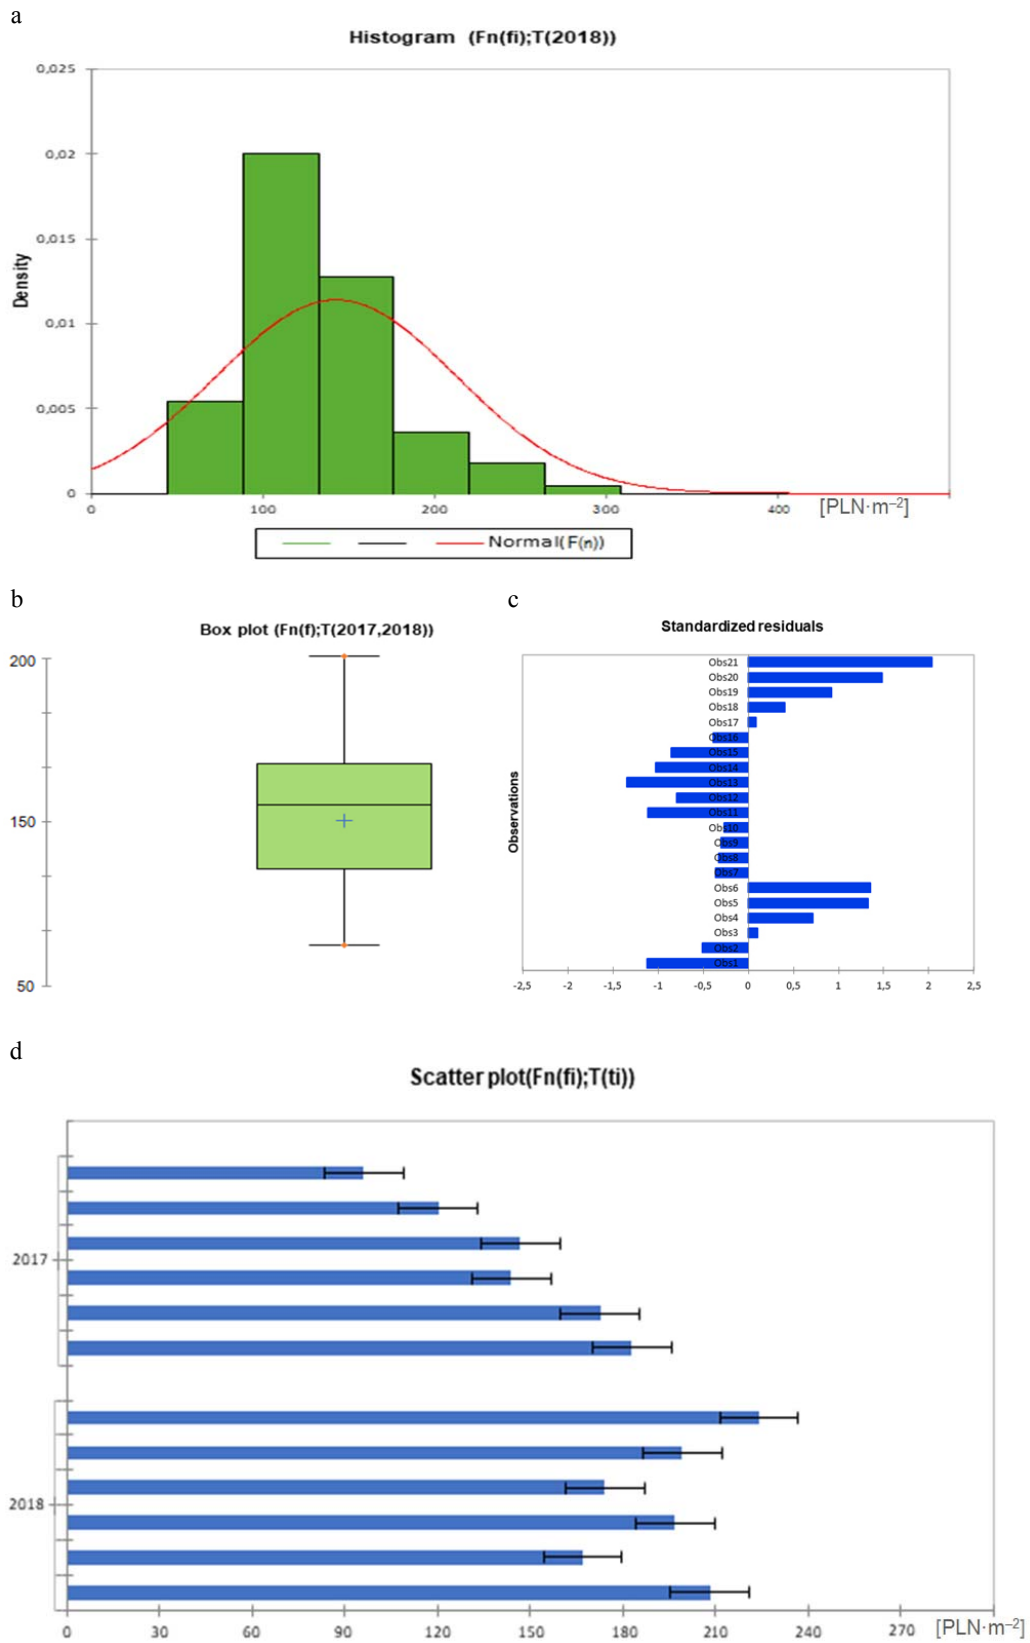 a
Histogram (Fn(fi);T(2018))
0,025
0,02
0,015
0,01
0,005
0
Density
0 100 200 300 400 [PLN·m⁻²]
Normal(F(n))
b
Box plot (Fn(f);T(2017,2018))
200
150
50
c
Standardized residuals
Observations
Obs21
Obs20
Obs19
Obs18
Obs17
Obs16
Obs15
Obs14
Obs13
Obs12
Obs11
Obs10
Obs9
Obs8
Obs7
Obs6
Obs5
Obs4
Obs3
Obs2
Obs1
-2,5 -2 -1,5 -1 -0,5 0 0,5 1 1,5 2 2,5
d
Scatter plot(Fn(fi);T(ti))
2017
2018
0 30 60 90 120 150 180 210 240 270 [PLN·m⁻²]